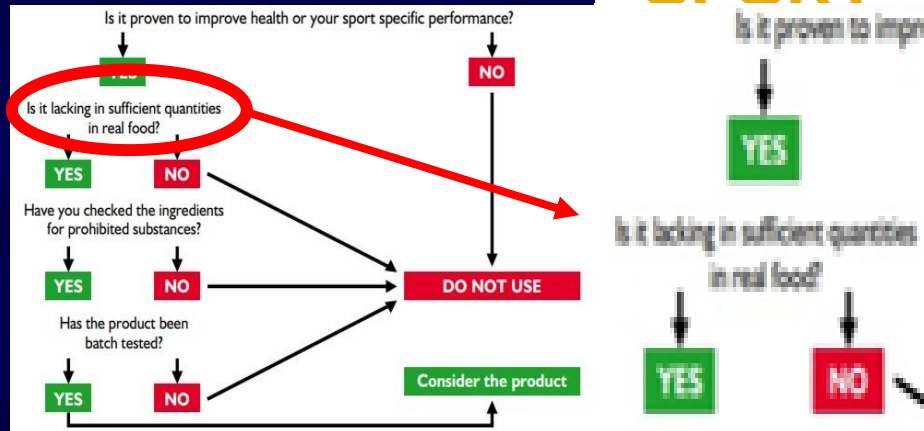 Is it proven to improve health or your sport specific performance?
YES
NO
Is it lacking in sufficient quantities
in real food?
YES
NO
Have you checked the ingredients
for prohibited substances?
YES
NO
DO NOT USE
Has the product been
batch tested?
YES
NO
Consider the product
Is it proven to
YES
Is it lacking in sufficient quantities
in real food?
YES
NO